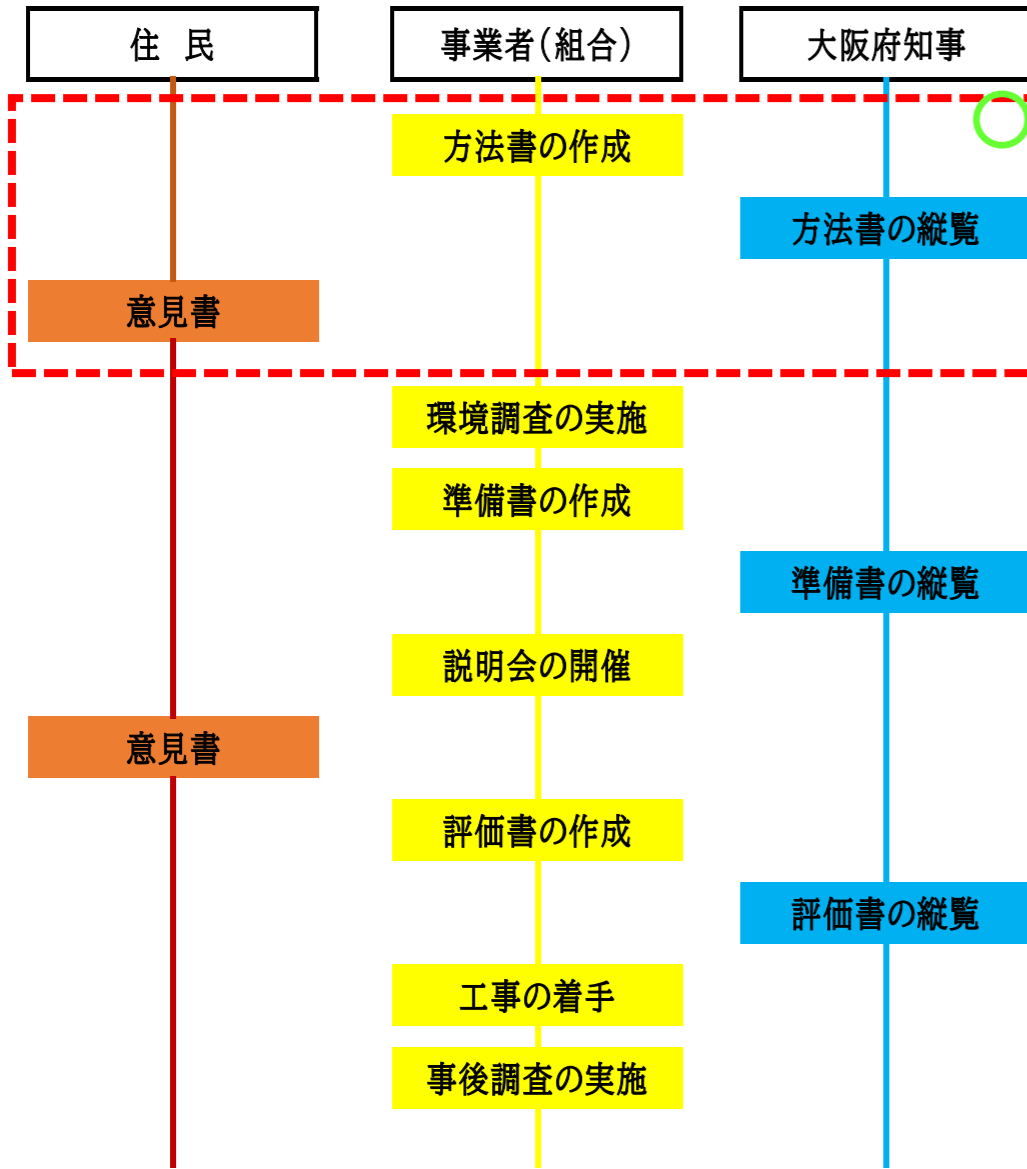 住 民
事業者(組合)
大阪府知事
方法書の作成
方法書の縦覧
意見書
環境調査の実施
準備書の作成
準備書の縦覧
説明会の開催
意見書
評価書の作成
評価書の縦覧
工事の着手
事後調査の実施